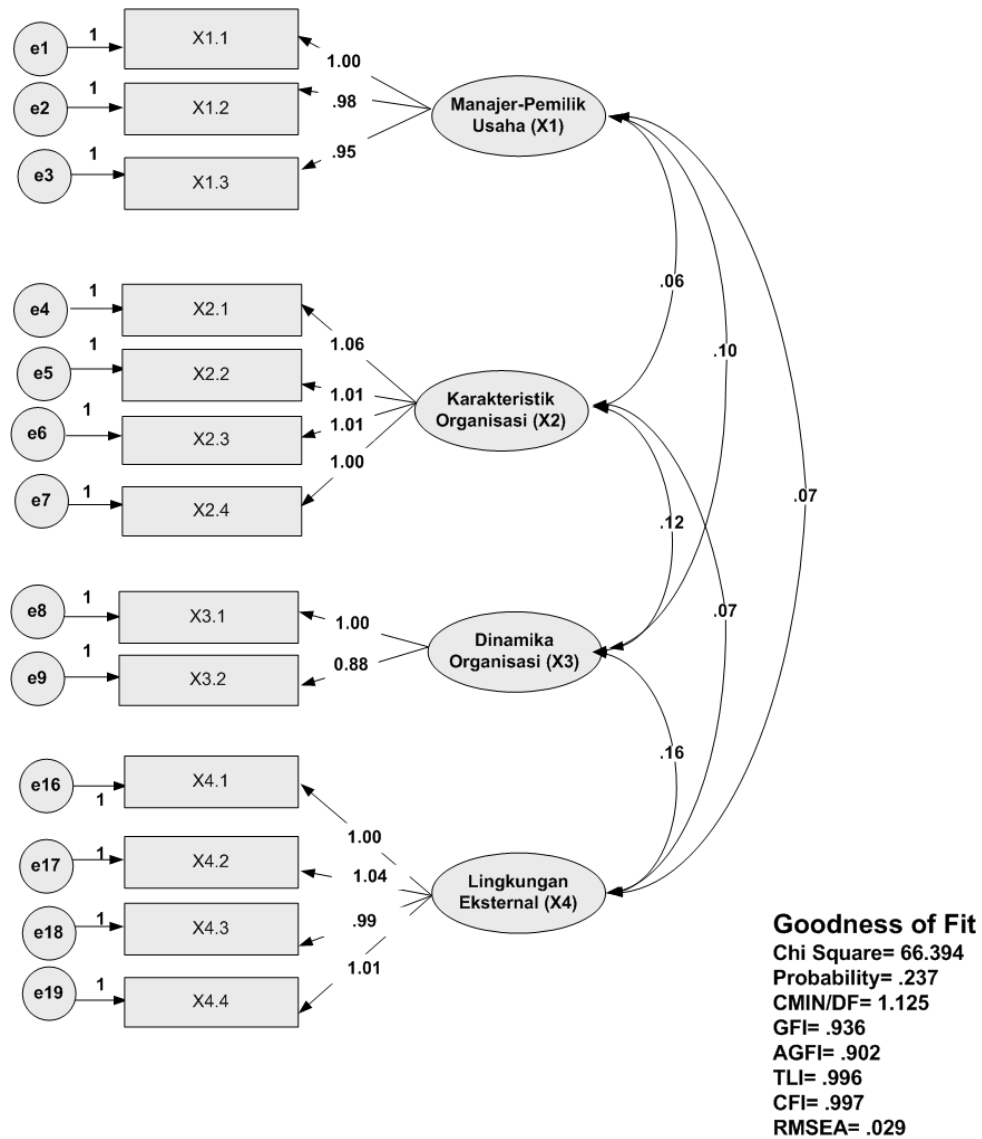 e1
1
X1.1
1.00
e2
1
X1.2
.98
e3
1
X1.3
.95
Manajer-Pemilik
Usaha (X1)
.06
.10
.07
e4
1
X2.1
1.06
e5
1
X2.2
1.01
e6
1
X2.3
1.01
e7
1
X2.4
1.00
Karakteristik
Organisasi (X2)
.12
.07
e8
1
X3.1
1.00
e9
1
X3.2
0.88
Dinamika
Organisasi (X3)
.16
e16
1
X4.1
1.00
e17
1
X4.2
1.04
e18
1
X4.3
.99
e19
1
X4.4
1.01
Lingkungan
Eksternal (X4)
Goodness of Fit
Chi Square= 66.394
Probability= .237
CMIN/DF= 1.125
GFI= .936
AGFI= .902
TLI= .996
CFI= .997
RMSEA= .029